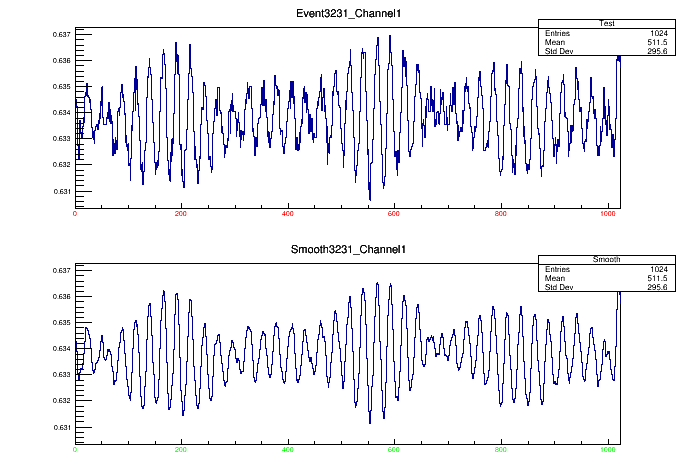 Event3231_Channel1
Test
Entries 1024
Mean 511.5
Std Dev 295.6
0.637
0.636
0.635
0.634
0.633
0.632
0.631
0 200 400 600 800 1000
Smooth3231_Channel1
Smooth
Entries 1024
Mean 511.5
Std Dev 295.6
0.637
0.636
0.635
0.634
0.633
0.632
0.631
0 200 400 600 800 1000